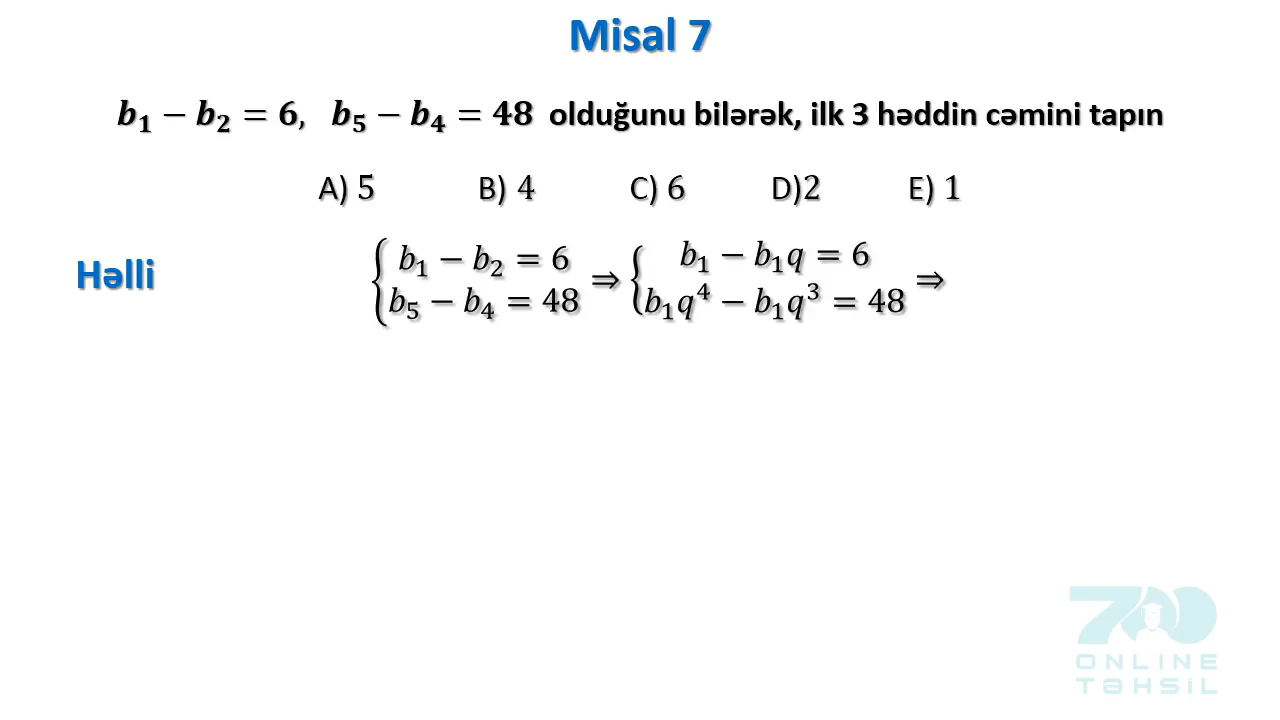 Misal 7
b₁ − b₂ = 6, b₅ − b₄ = 48 olduğunu bilərək, ilk 3 həddin cəmini tapın
A) 5 B) 4 C) 6 D)2 E) 1
Həlli
{b₁ − b₂ = 6 ⇒ {b₁ − b₁q = 6 ⇒
b₅ − b₄ = 48 b₁q⁴ − b₁q³ = 48
700
ONLINE
TƏHSİL